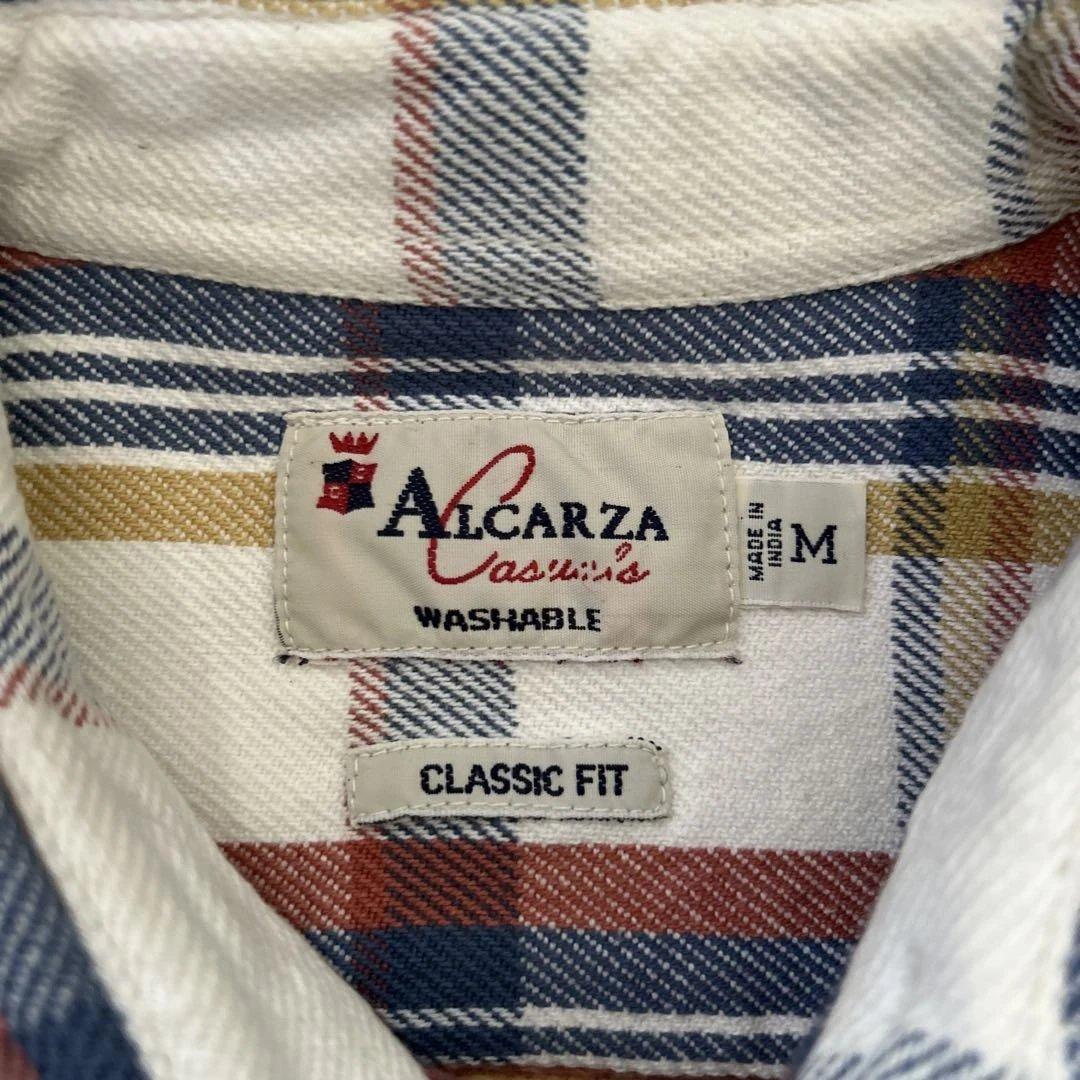 ALCARZA
Casuals
WASHABLE
MADE IN
INDIA
M
CLASSIC FIT